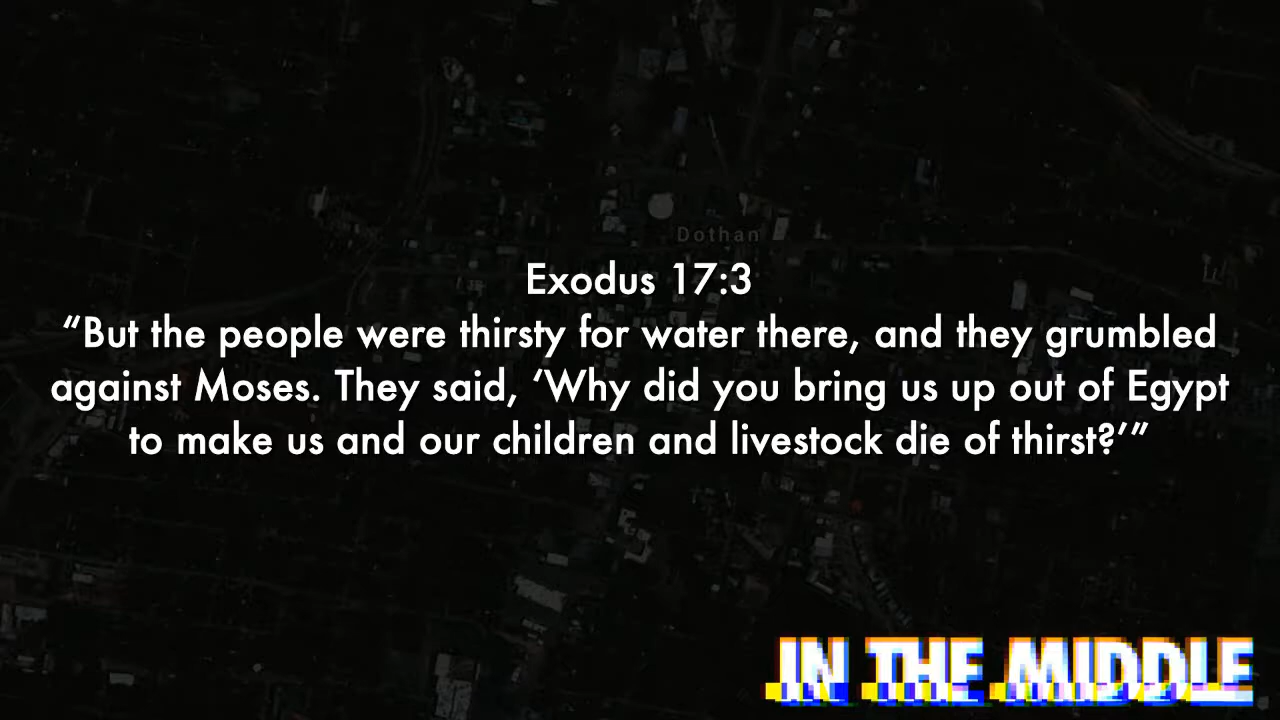 Dothan
Exodus 17:3
“But the people were thirsty for water there, and they grumbled
against Moses. They said, ‘Why did you bring us up out of Egypt
to make us and our children and livestock die of thirst?’”
IN THE MIDDLE